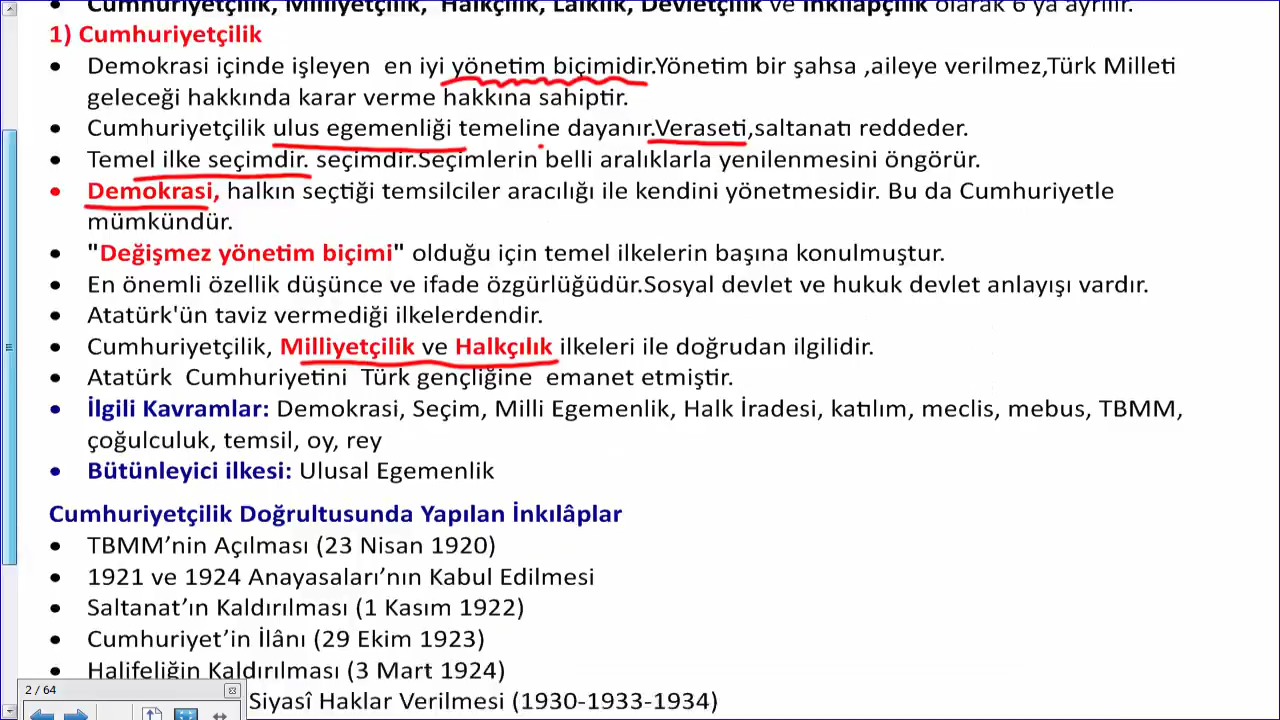 Cumhuriyetçilik, Milliyetçilik, Halkçılık, Laiklik, Devletçilik ve İnkılapçılık olarak 6 ya ayrılır.
1) Cumhuriyetçilik
• Demokrasi içinde işleyen en iyi yönetim biçimidir.Yönetim bir şahsa ,aileye verilmez,Türk Milleti
geleceği hakkında karar verme hakkına sahiptir.
• Cumhuriyetçilik ulus egemenliği temeline dayanır.Veraseti,saltanatı reddeder.
• Temel ilke seçimdir. seçimdir.Seçimlerin belli aralıklarla yenilenmesini öngörür.
• Demokrasi, halkın seçtiği temsilciler aracılığı ile kendini yönetmesidir. Bu da Cumhuriyetle
mümkündür.
• "Değişmez yönetim biçimi" olduğu için temel ilkelerin başına konulmuştur.
• En önemli özellik düşünce ve ifade özgürlüğüdür.Sosyal devlet ve hukuk devlet anlayışı vardır.
• Atatürk'ün taviz vermediği ilkelerdendir.
• Cumhuriyetçilik, Milliyetçilik ve Halkçılık ilkeleri ile doğrudan ilgilidir.
• Atatürk Cumhuriyetini Türk gençliğine emanet etmiştir.
• İlgili Kavramlar: Demokrasi, Seçim, Milli Egemenlik, Halk İradesi, katılım, meclis, mebus, TBMM,
çoğulculuk, temsil, oy, rey
• Bütünleyici ilkesi: Ulusal Egemenlik
Cumhuriyetçilik Doğrultusunda Yapılan İnkılâplar
• TBMM’nin Açılması (23 Nisan 1920)
• 1921 ve 1924 Anayasaları’nın Kabul Edilmesi
• Saltanat’ın Kaldırılması (1 Kasım 1922)
• Cumhuriyet’in İlânı (29 Ekim 1923)
• Halifeliğin Kaldırılması (3 Mart 1924)
2 / 64
Siyasî Haklar Verilmesi (1930-1933-1934)